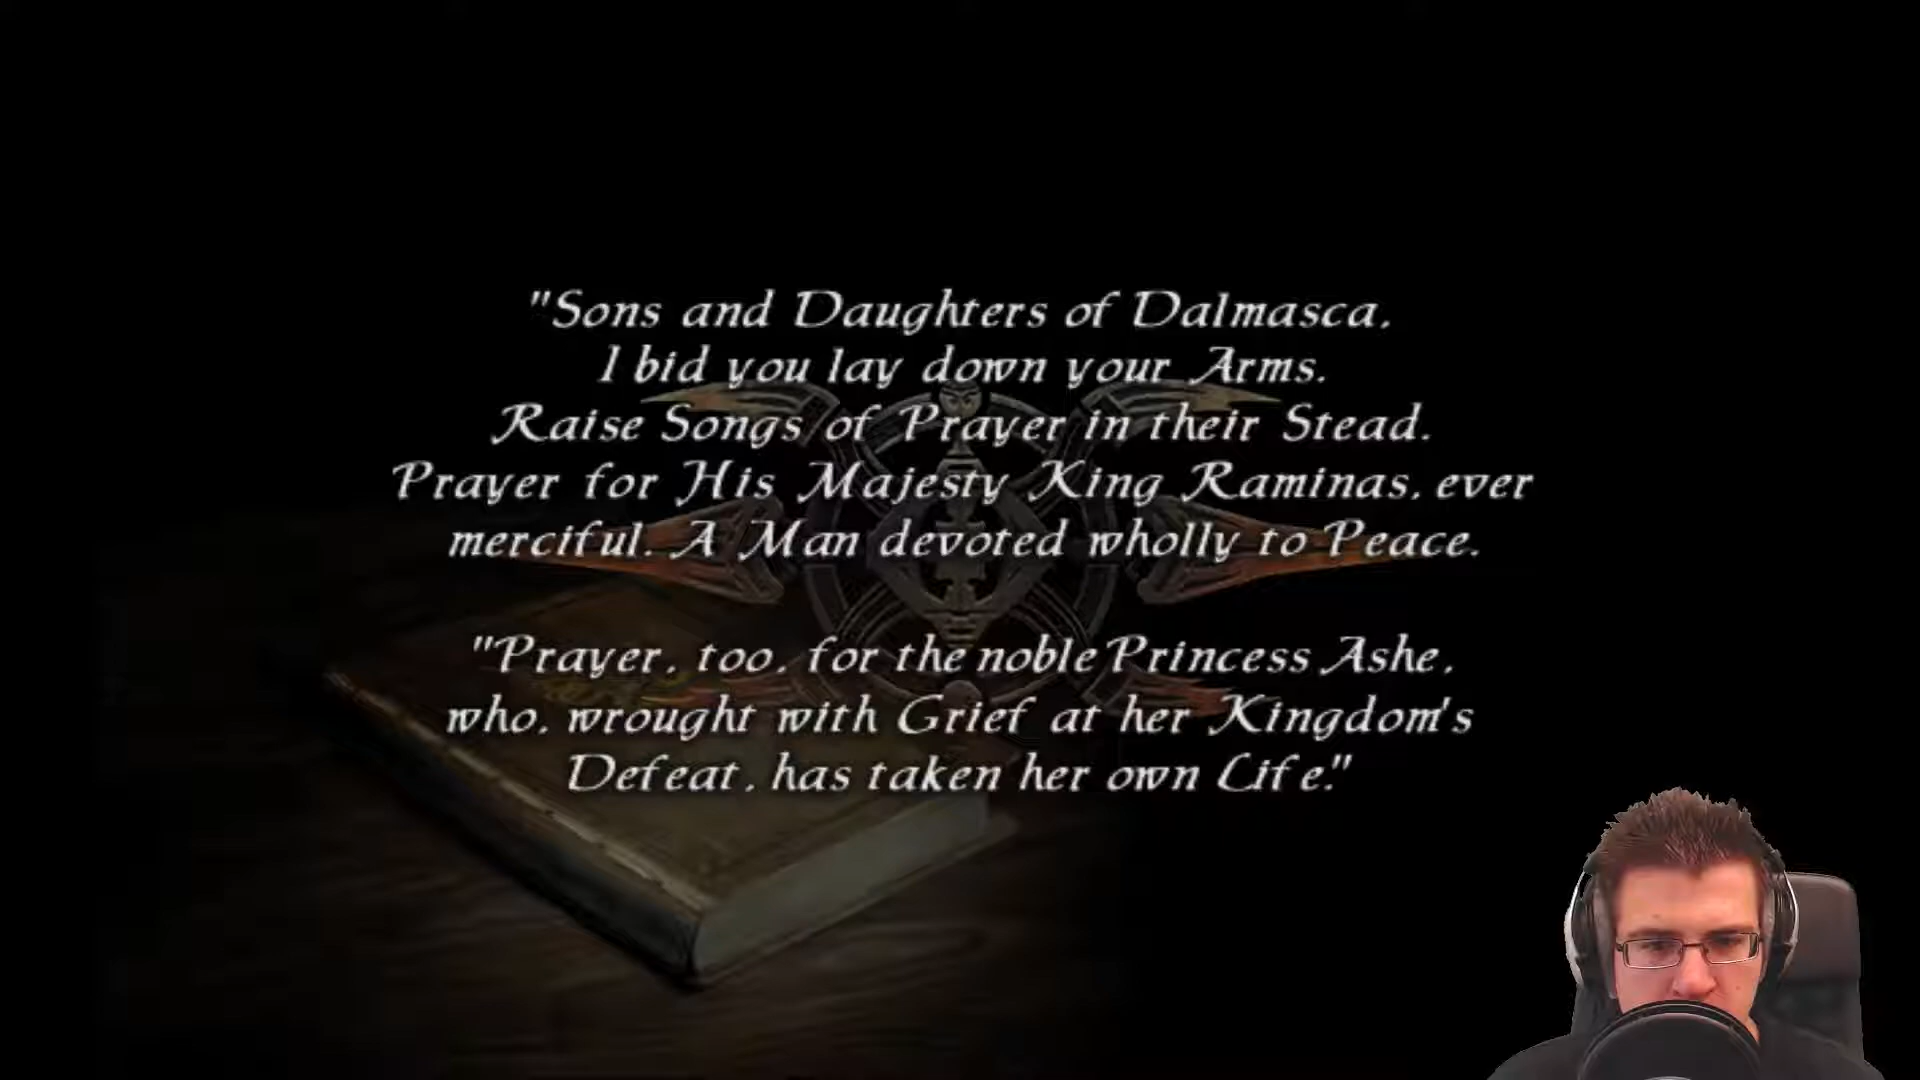 "Sons and Daughters of Dalmasca,
I bid you lay down your Arms.
Raise Songs of Prayer in their Stead.
Prayer for His Majesty King Raminas, ever
merciful. A Man devoted wholly to Peace.
"Prayer, too, for the noble Princess Ashe,
who, wrought with Grief at her Kingdom's
Defeat, has taken her own Life."